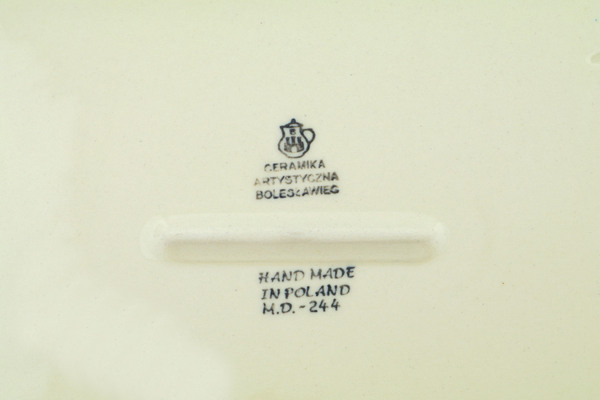 CERAMIKA
ARTYSTYCZNA
BOLESŁAWIEC
HAND MADE
IN POLAND
M.D. - 244